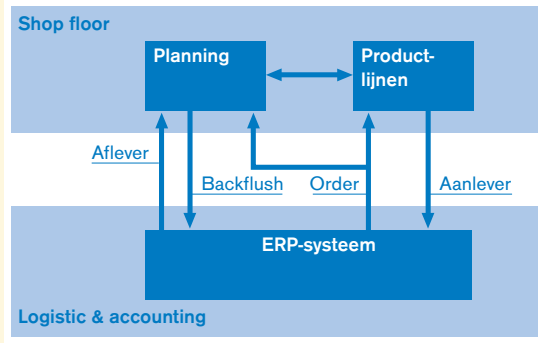 Shop floor
Planning
Product-
lijnen
Aflever
Backflush
Order
Aanlever
ERP-systeem
Logistic & accounting